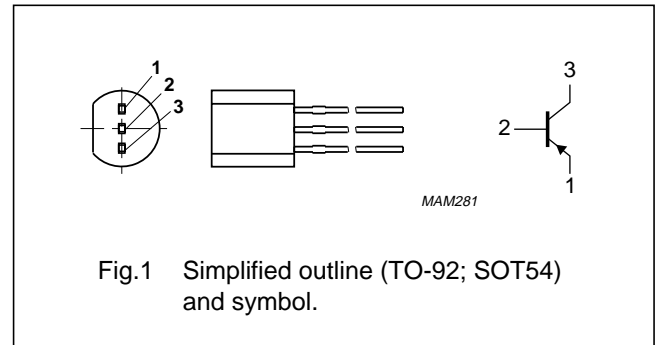 1
2
3
3
2
1
MAM281
Fig.1 Simplified outline (TO-92; SOT54)
and symbol.